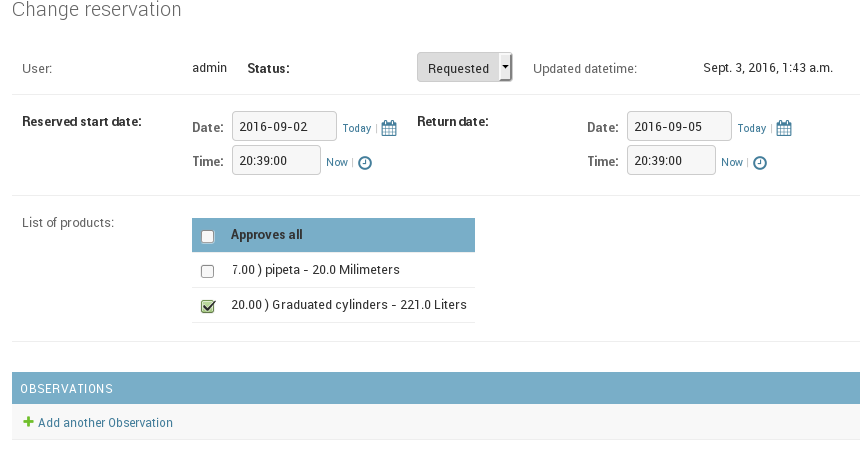 Change reservation
User: admin Status: Requested Updated datetime: Sept. 3, 2016, 1:43 a.m.
Reserved start date: Date: 2016-09-02 Today | Return date: Date: 2016-09-05 Today |
Time: 20:39:00 Now | Time: 20:39:00 Now |
List of products:
Approves all
7.00 ) pipeta - 20.0 Milimeters
20.00 ) Graduated cylinders - 221.0 Liters
OBSERVATIONS
Add another Observation